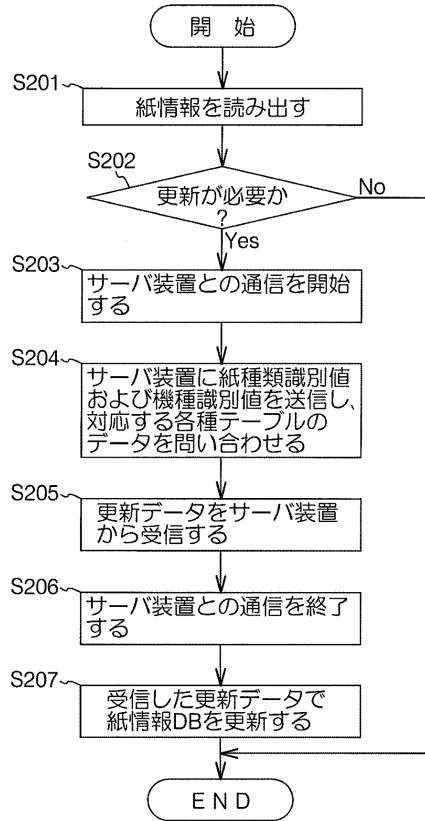 開 始
S201
紙情報を読み出す
S202
更新が必要か
?
No
Yes
S203
サーバ装置との通信を開始
する
S204
サーバ装置に紙種類識別値
および機種識別値を送信し、
対応する各種テーブルの
データを問い合わせる
S205
更新データをサーバ装置
から受信する
S206
サーバ装置との通信を終了
する
S207
受信した更新データで
紙情報DBを更新する
END